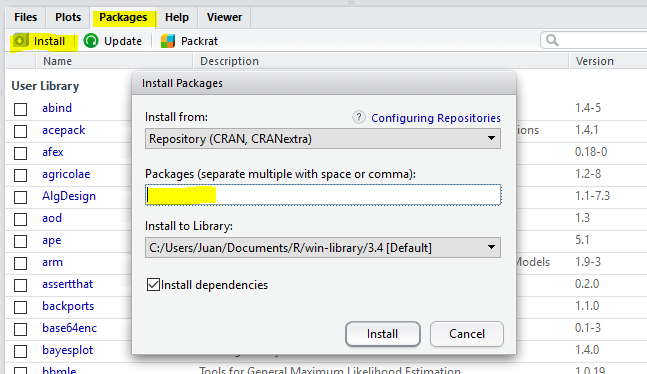 Files Plots Packages Help Viewer
Install Update Packrat
Name Description Version
User Library
Install Packages
abind 1.4-5
Install from: ? Configuring Repositories
acepack ions 1.4.1
Repository (CRAN, CRANextra)
afex 0.18-0
agricolae 1.2-8
Packages (separate multiple with space or comma):
AlgDesign 1.1-7.3
aod 1.3
Install to Library:
ape 5.1
C:/Users/Juan/Documents/R/win-library/3.4 [Default]
arm Models 1.9-3
assertthat 0.2.0
Install dependencies
backports 1.1.0
base64enc 0.1-3
Install Cancel
bayesplot 1.4.0
bbmle Tools for General Maximum Likelihood Estimation 1.0.19